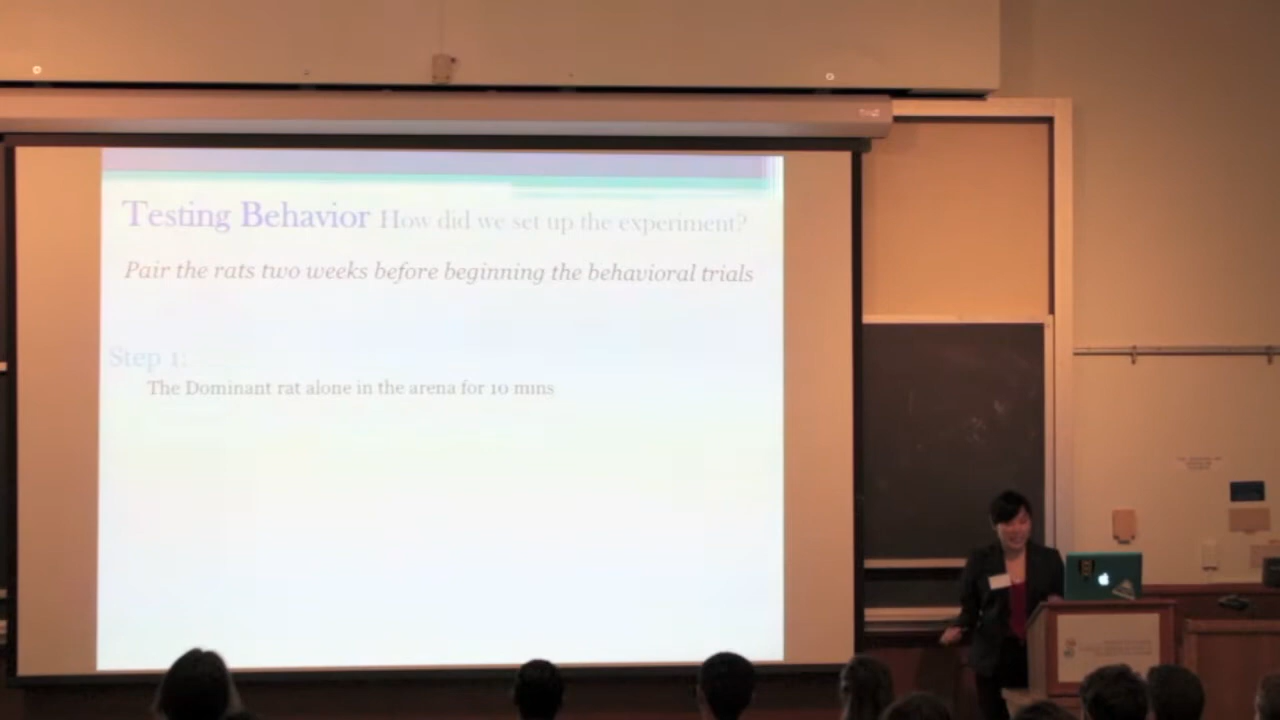 Testing Behavior How did we set up the experiment?
Pair the rats two weeks before beginning the behavioral trials
Step 1:
The Dominant rat alone in the arena for 10 mins